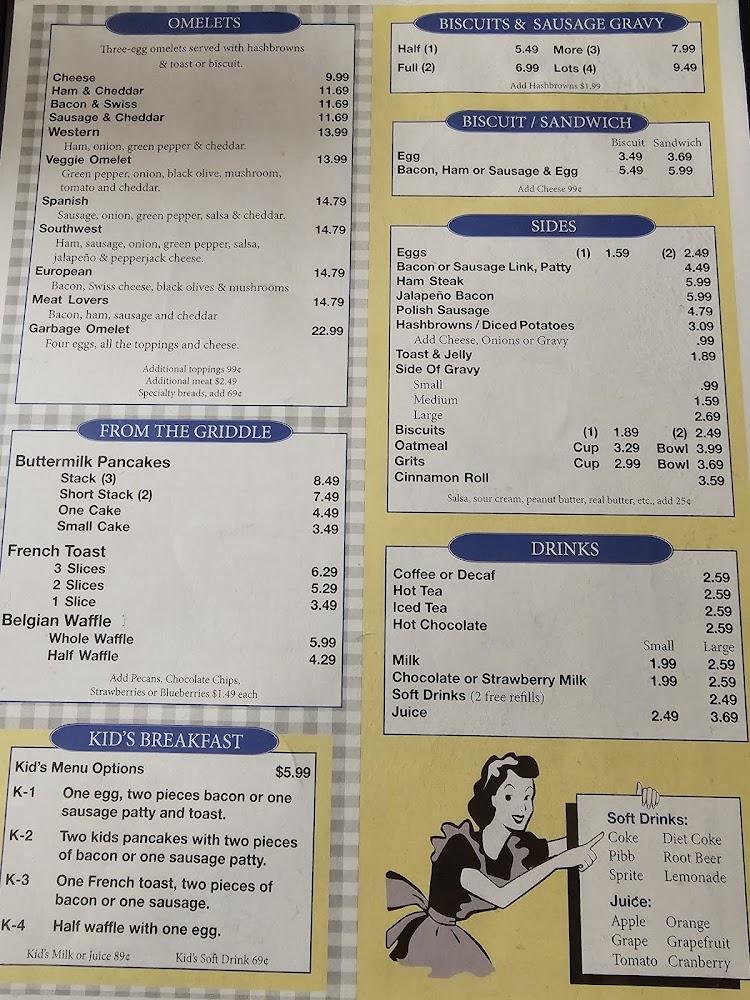 OMELETS
Three-egg omelets served with hashbrowns
& toast or biscuit.
Cheese 9.99
Ham & Cheddar 11.69
Bacon & Swiss 11.69
Sausage & Cheddar 11.69
Western 13.99
Ham, onion, green pepper & cheddar.
Veggie Omelet 13.99
Green pepper, onion, black olive, mushroom,
tomato and cheddar.
Spanish 14.79
Sausage, onion, green pepper, salsa & cheddar.
Southwest 14.79
Ham, sausage, onion, green pepper, salsa,
jalapeño & pepperjack cheese.
European 14.79
Bacon, Swiss cheese, black olives & mushrooms
Meat Lovers 14.79
Bacon, ham, sausage and cheddar
Garbage Omelet 22.99
Four eggs, all the toppings and cheese.
Additional toppings 99¢
Additional meat $2.49
Specialty breads, add 69¢
FROM THE GRIDDLE
Buttermilk Pancakes
Stack (3) 8.49
Short Stack (2) 7.49
One Cake 4.49
Small Cake 3.49
French Toast
3 Slices 6.29
2 Slices 5.29
1 Slice 3.49
Belgian Waffle
Whole Waffle 5.99
Half Waffle 4.29
Add Pecans, Chocolate Chips,
Strawberries or Blueberries $1.49 each
KID'S BREAKFAST
Kid's Menu Options $5.99
K-1 One egg, two pieces bacon or one
sausage patty and toast.
K-2 Two kids pancakes with two pieces
of bacon or one sausage patty.
K-3 One French toast, two pieces of
bacon or one sausage.
K-4 Half waffle with one egg.
Kid's Milk or Juice 89¢ Kid's Soft Drink 69¢
BISCUITS & SAUSAGE GRAVY
Half (1) 5.49 More (3) 7.99
Full (2) 6.99 Lots (4) 9.49
Add Hashbrowns $1.99
BISCUIT / SANDWICH
Biscuit Sandwich
Egg 3.49 3.69
Bacon, Ham or Sausage & Egg 5.49 5.99
Add Cheese 99¢
SIDES
Eggs (1) 1.59 (2) 2.49
Bacon or Sausage Link, Patty 4.49
Ham Steak 5.99
Jalapeño Bacon 5.99
Polish Sausage 4.79
Hashbrowns / Diced Potatoes 3.09
Add Cheese, Onions or Gravy .99
Toast & Jelly 1.89
Side Of Gravy
Small .99
Medium 1.59
Large 2.69
Biscuits (1) 1.89 (2) 2.49
Oatmeal Cup 3.29 Bowl 3.99
Grits Cup 2.99 Bowl 3.69
Cinnamon Roll 3.59
Salsa, sour cream, peanut butter, real butter, etc., add 25¢
DRINKS
Coffee or Decaf 2.59
Hot Tea 2.59
Iced Tea 2.59
Hot Chocolate 2.59
Small Large
Milk 1.99 2.59
Chocolate or Strawberry Milk 1.99 2.59
Soft Drinks (2 free refills) 2.49
Juice 2.49 3.69
Soft Drinks:
Coke Diet Coke
Pibb Root Beer
Sprite Lemonade
Juice:
Apple Orange
Grape Grapefruit
Tomato Cranberry